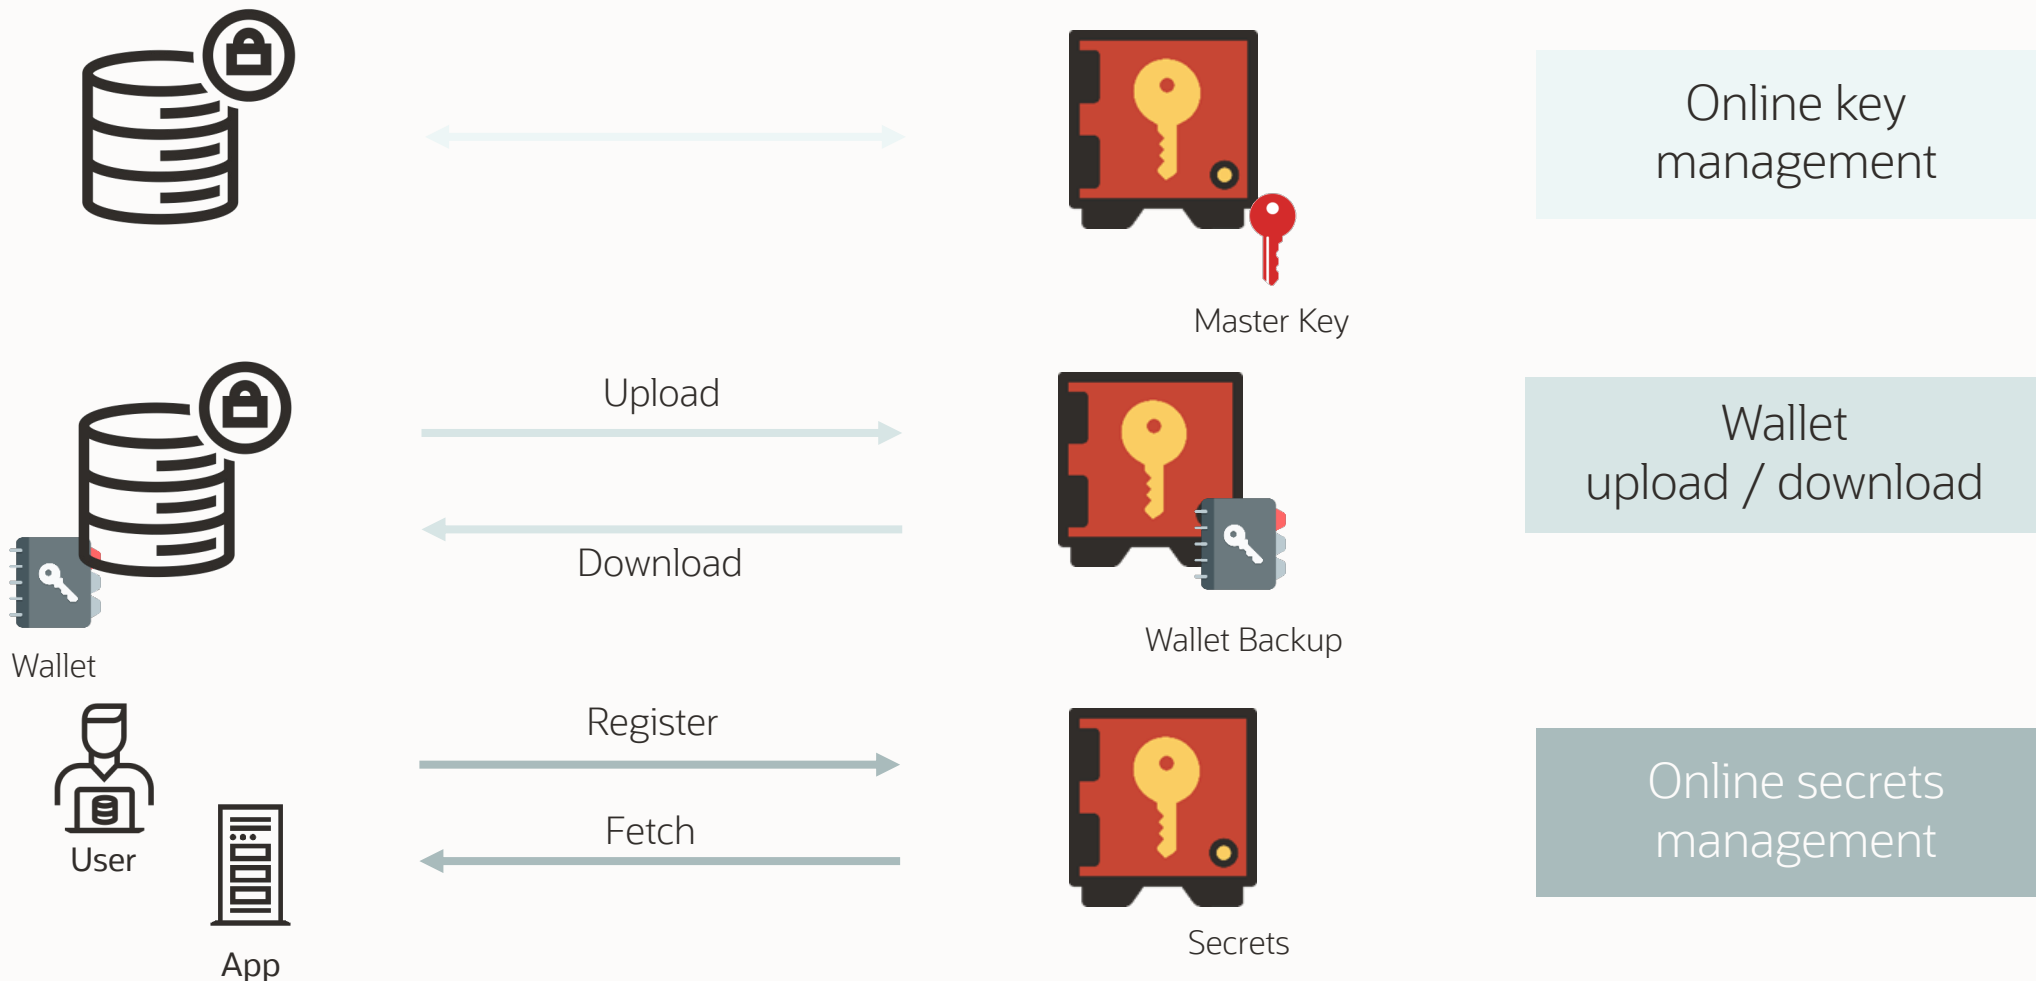 Online key
management
Master Key
Upload
Download
Wallet
Wallet Backup
Wallet
upload / download
Register
Fetch
User
App
Secrets
Online secrets
management